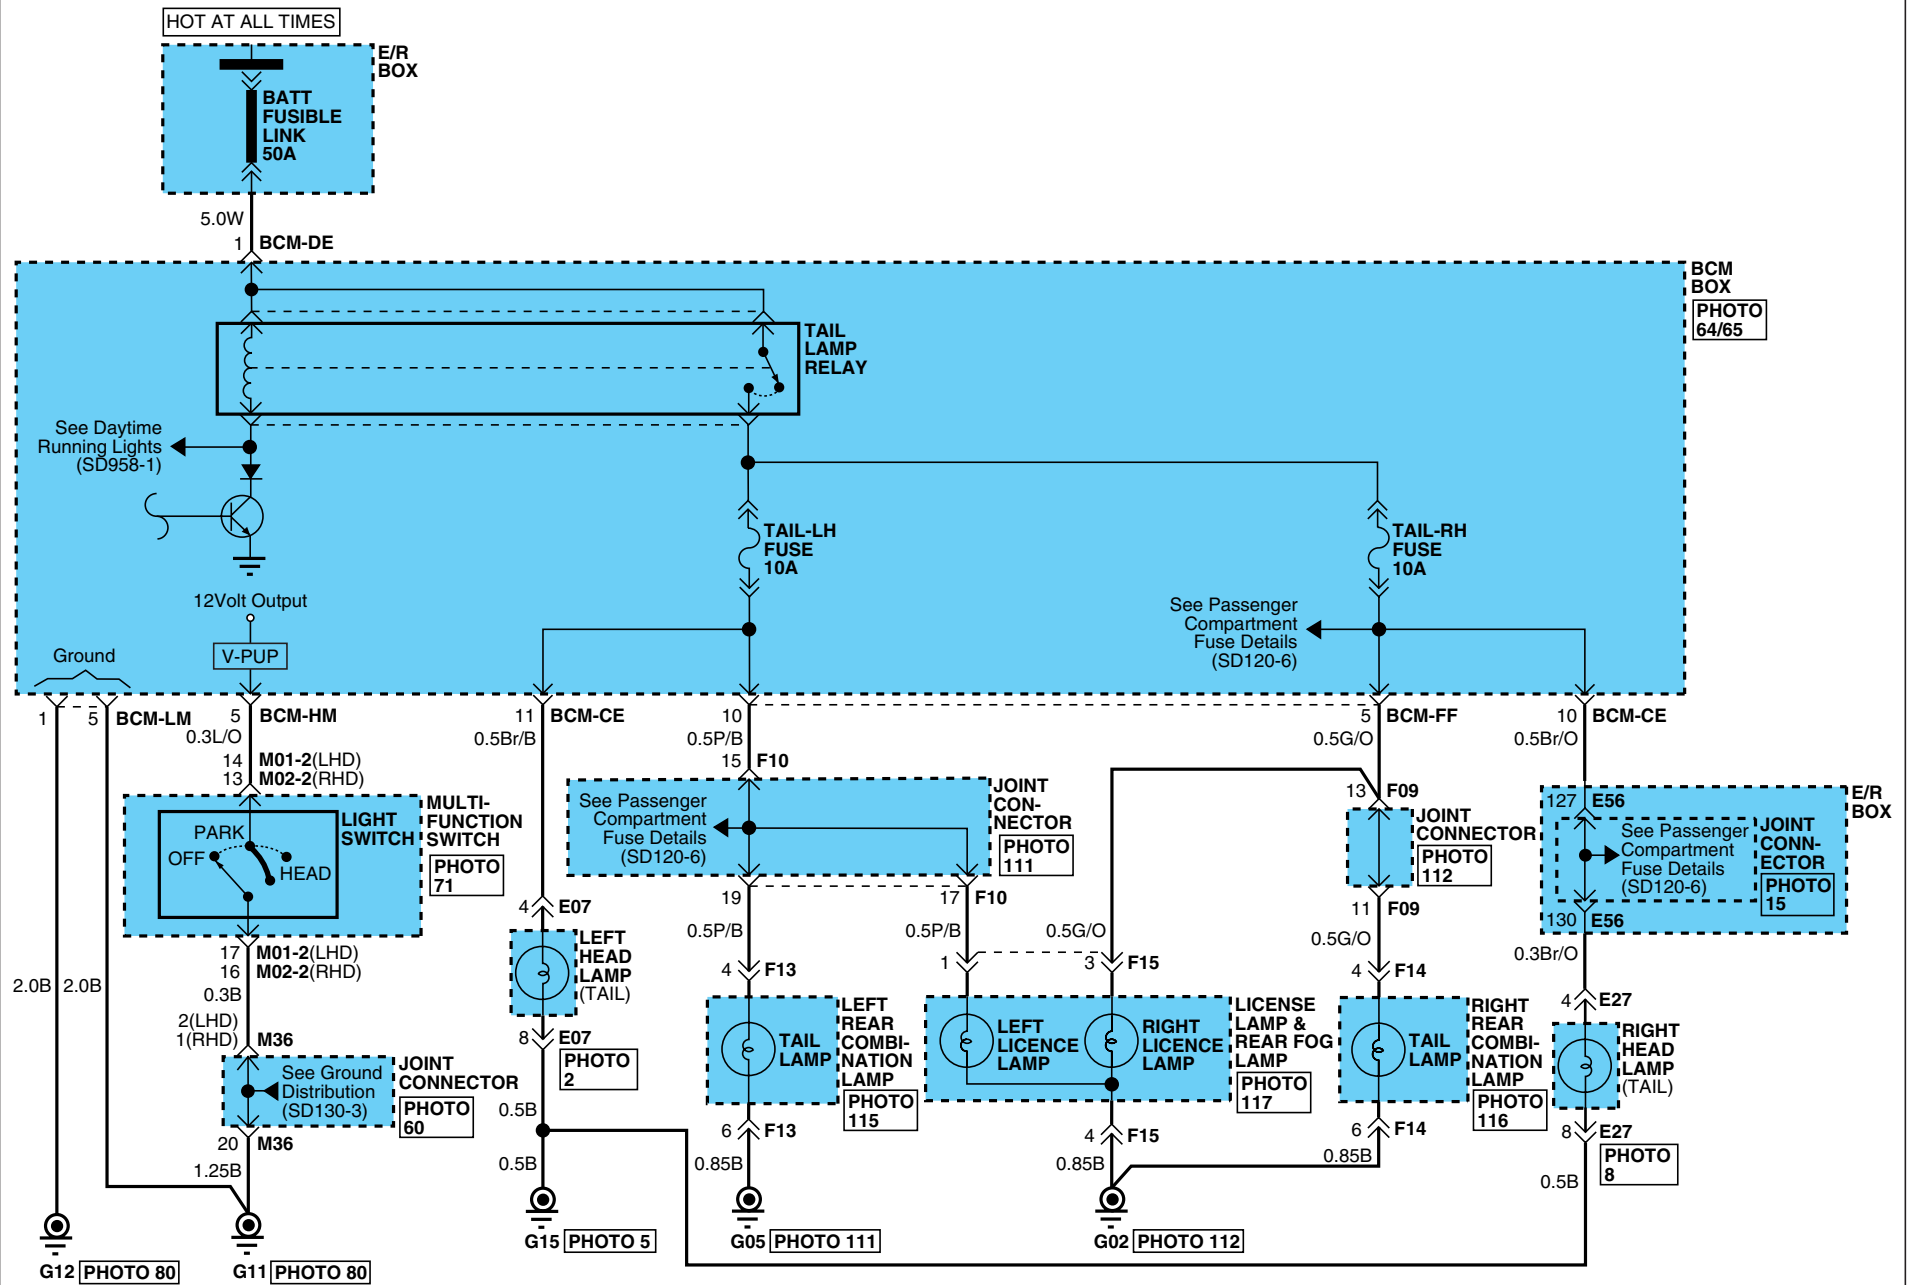 HOT AT ALL TIMES
E/R
BOX
BATT
FUSIBLE
LINK
50A
5.0W
1
BCM-DE
BCM
BOX
PHOTO
64/65
TAIL
LAMP
RELAY
See Daytime
Running Lights
(SD958-1)
TAIL-LH
FUSE
10A
TAIL-RH
FUSE
10A
12Volt Output
V-PUP
Ground
See Passenger
Compartment
Fuse Details
(SD120-6)
1
5
BCM-LM
5
BCM-HM
11
BCM-CE
10
5
BCM-FF
10
BCM-CE
0.3L/O
0.5Br/B
0.5P/B
0.5G/O
0.5Br/O
14
M01-2(LHD)
13
M02-2(RHD)
15
F10
MULTI-
FUNCTION
SWITCH
PHOTO
71
LIGHT
SWITCH
PARK
OFF
HEAD
See Passenger
Compartment
Fuse Details
(SD120-6)
JOINT
CON-
NECTOR
PHOTO
111
13
F09
JOINT
CONNECTOR
PHOTO
112
127
E56
See Passenger
Compartment
Fuse Details
(SD120-6)
JOINT
CONN-
ECTOR
PHOTO
15
E/R
BOX
130
E56
19
17
F10
11
F09
4
E07
17
M01-2(LHD)
16
M02-2(RHD)
0.3B
2.0B
2.0B
2(LHD)
1(RHD)
M36
LEFT
HEAD
LAMP
(TAIL)
8
E07
PHOTO
2
0.5P/B
0.5P/B
0.5G/O
0.5G/O
0.3Br/O
4
F13
1
3
F15
4
F14
4
E27
TAIL
LAMP
LEFT
REAR
COMBI-
NATION
LAMP
PHOTO
115
LEFT
LICENCE
LAMP
RIGHT
LICENCE
LAMP
LICENSE
LAMP &
REAR FOG
LAMP
PHOTO
117
TAIL
LAMP
RIGHT
REAR
COMBI-
NATION
LAMP
PHOTO
116
RIGHT
HEAD
LAMP
(TAIL)
See Ground
Distribution
(SD130-3)
JOINT
CONNECTOR
PHOTO
60
20
M36
1.25B
0.5B
0.5B
6
F13
4
F15
6
F14
8
E27
PHOTO
8
0.85B
0.85B
0.85B
0.5B
G12
PHOTO 80
G11
PHOTO 80
G15
PHOTO 5
G05
PHOTO 111
G02
PHOTO 112